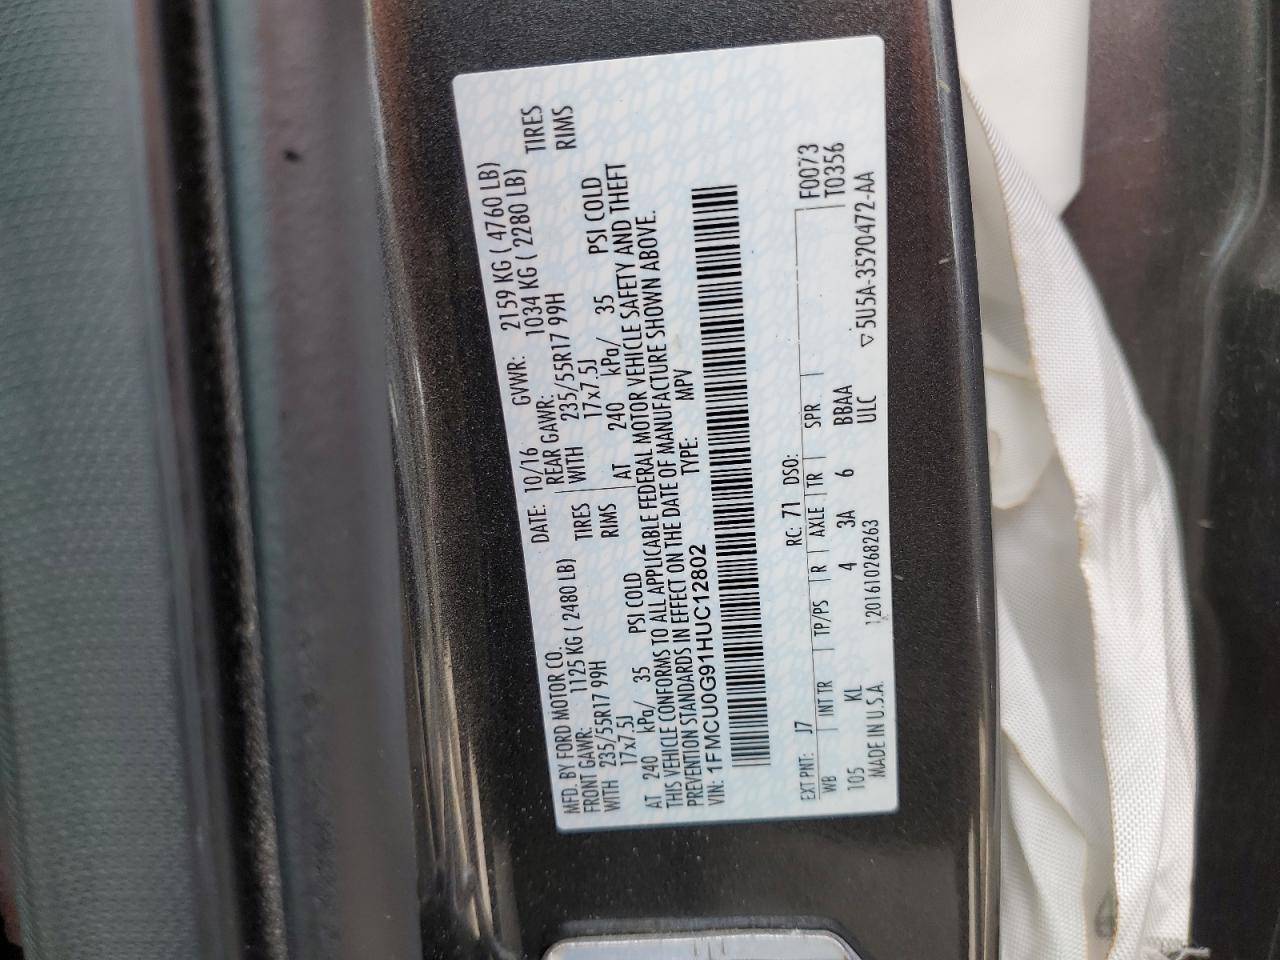 MFD. BY FORD MOTOR CO. DATE: 10/16 GVWR: 2159 KG ( 4760 LB)
FRONT GAWR: 1125 KG ( 2480 LB) REAR GAWR: 1034 KG ( 2280 LB)
WITH 235/55R17 99H TIRES WITH 235/55R17 99H TIRES
17x7.5J RIMS 17x7.5J RIMS
AT 240 kPa/ 35 PSI COLD AT 240 kPa/ 35 PSI COLD
THIS VEHICLE CONFORMS TO ALL APPLICABLE FEDERAL MOTOR VEHICLE SAFETY AND THEFT
PREVENTION STANDARDS IN EFFECT ON THE DATE OF MANUFACTURE SHOWN ABOVE.
VIN: 1FMCU0G91HUC12802 TYPE: MPV
EXT PNT: J7 RC: 71 DSO: F0073
WB INT TR TP/PS R AXLE TR SPR T0356
105 KL 4 3A 6 BBAA
MADE IN U.S.A. 1201610268263 ULC ▽5U5A-3520472-AA